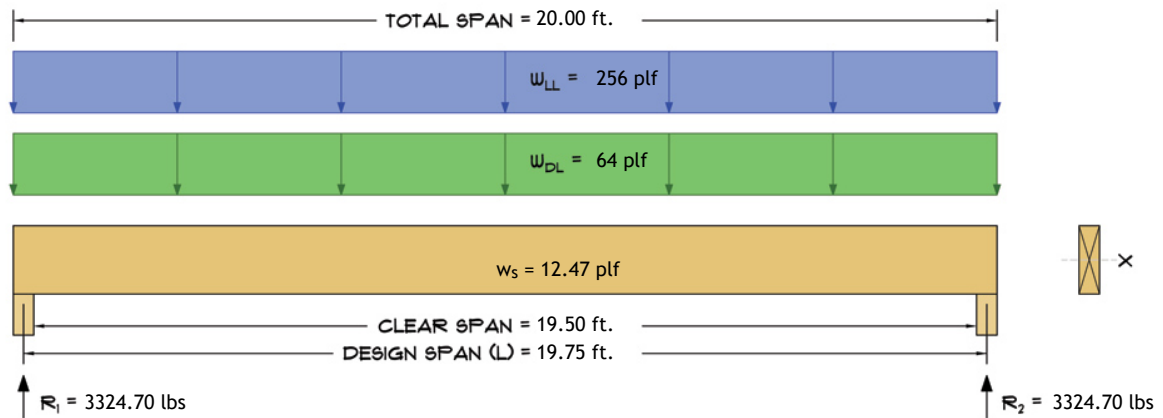 TOTAL SPAN = 20.00 ft.
WLL = 256 plf
WDL = 64 plf
ws = 12.47 plf
X
CLEAR SPAN = 19.50 ft.
DESIGN SPAN (L) = 19.75 ft.
R1 = 3324.70 lbs
R2 = 3324.70 lbs